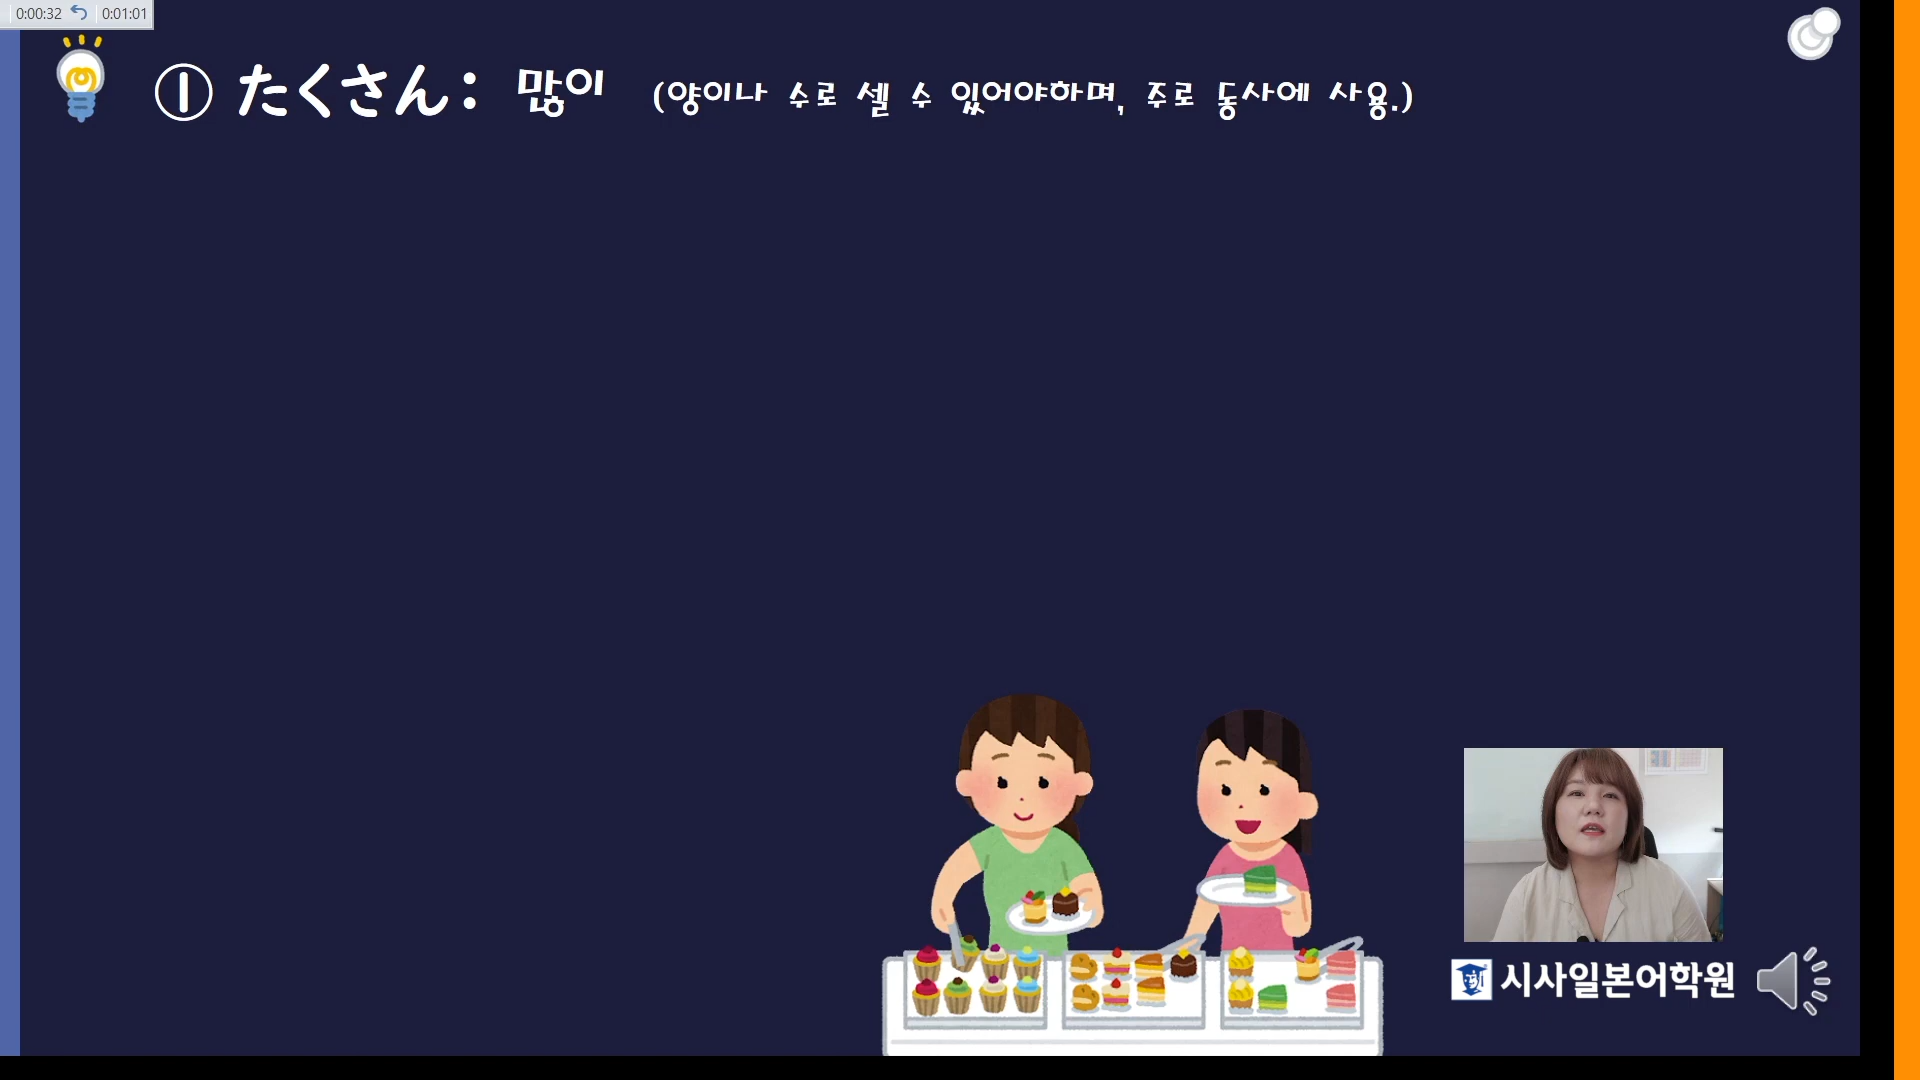 0:00:32 0:01:01
① たくさん: 많이 (양이나 수로 셀 수 있어야하며, 주로 동사에 사용.)
시사일본어학원